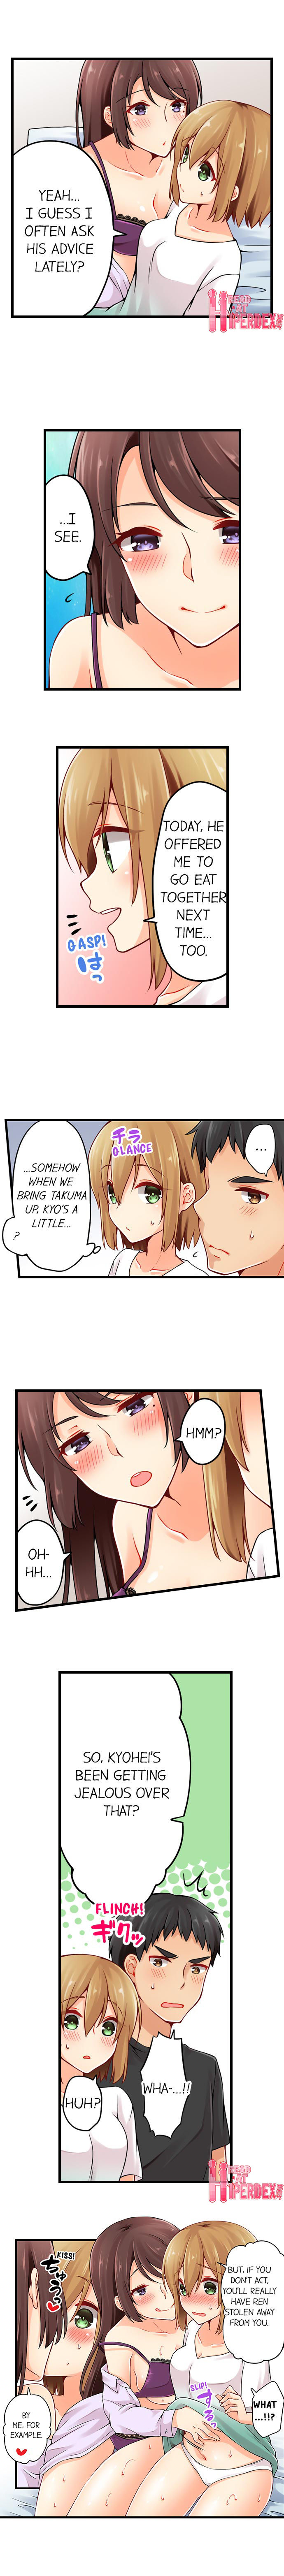 YEAH...
I GUESS I
OFTEN ASK
HIS ADVICE
LATELY?
READ
AT
HIPERDEX!!
...I
SEE.
TODAY, HE
OFFERED
ME TO
GO EAT
TOGETHER
NEXT
TIME...
TOO.
GASP!
はっ
...SOMEHOW
WHEN WE
BRING TAKUMA
UP, KYO'S A
LITTLE...
?
チラ
GLANCE
...
HMM?
OH-
HH...
SO, KYOHEI'S
BEEN GETTING
JEALOUS OVER
THAT?
FLINCH!
ギクッ
WHA-...!!
HUH?
READ
AT
HIPERDEX!!
KISS!
ちゅうっ
BUT, IF YOU
DON'T ACT,
YOU'LL REALLY
HAVE REN
STOLEN AWAY
FROM YOU.
WHAT
...!!?
SLIP!
ずるっ
BY
ME, FOR
EXAMPLE.